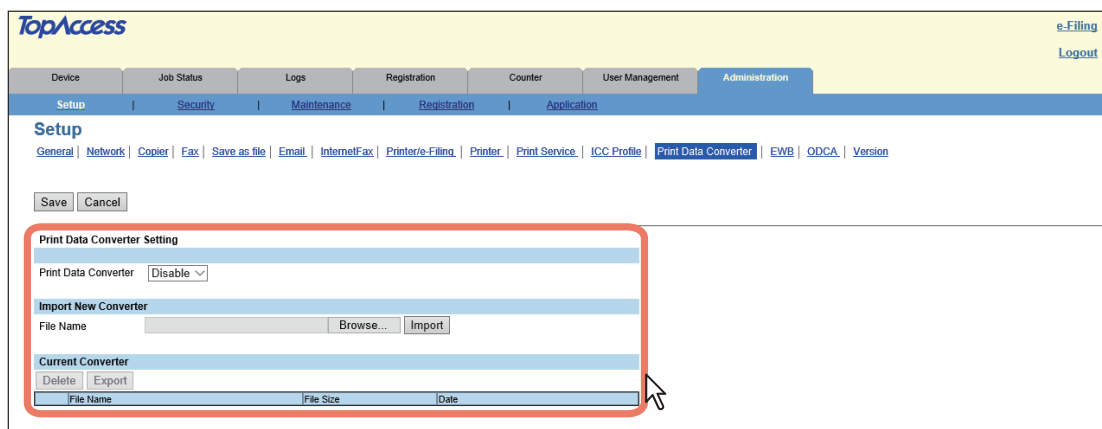 TopAccess
e-Filing
Logout
Device Job Status Logs Registration Counter User Management Administration
Setup | Security | Maintenance | Registration | Application
Setup
General | Network | Copier | Fax | Save as file | Email | InternetFax | Printer/e-Filing | Printer | Print Service | ICC Profile | Print Data Converter | EWB | ODCA | Version
Save Cancel
Print Data Converter Setting
Print Data Converter Disable
Import New Converter
File Name Browse... Import
Current Converter
Delete Export
File Name File Size Date